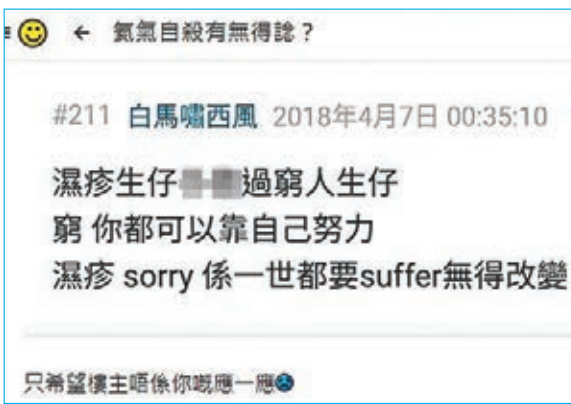 ← 氣自殺有無得諗？
#211 白馬嘯西風 2018年4月7日 00:35:10
濕疹生仔 過窮人生仔
窮 你都可以靠自己努力
濕疹 sorry 係一世都要suffer無得改變
只希望樓主唔係你嘅應一應